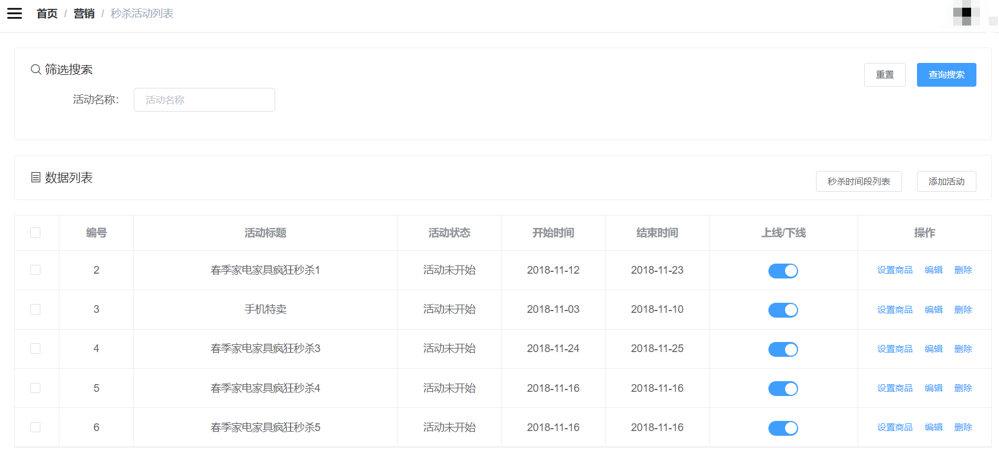 首页 / 营销 / 秒杀活动列表
筛选搜索
重置 查询搜索
活动名称： 活动名称
数据列表
秒杀时间段列表 添加活动
编号 活动标题 活动状态 开始时间 结束时间 上线/下线 操作
2 春季家电家具疯狂秒杀1 活动未开始 2018-11-12 2018-11-23 设置商品 编辑 删除
3 手机特卖 活动未开始 2018-11-03 2018-11-10 设置商品 编辑 删除
4 春季家电家具疯狂秒杀3 活动未开始 2018-11-24 2018-11-25 设置商品 编辑 删除
5 春季家电家具疯狂秒杀4 活动未开始 2018-11-16 2018-11-16 设置商品 编辑 删除
6 春季家电家具疯狂秒杀5 活动未开始 2018-11-16 2018-11-16 设置商品 编辑 删除